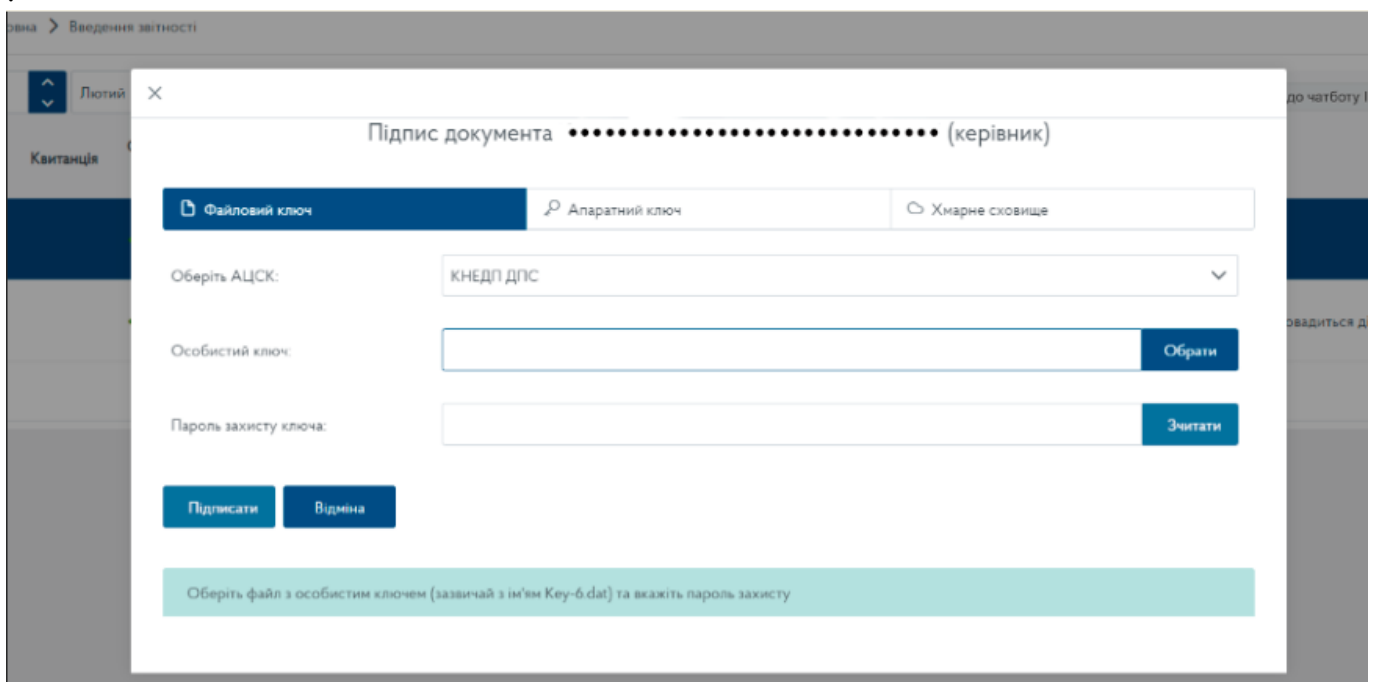 Введення звітності
Лютий
до чатботу
Підпис документа •••••••••••••••••••••••••••••• (керівник)
Квитанція
Файловий ключ
Апаратний ключ
Хмарне сховище
Оберіть АЦСК:
КНЕДП ДПС
Особистий ключ:
Обрати
Пароль захисту ключа:
Зчитати
Підписати
Відміна
Оберіть файл з особистим ключем (зазвичай з ім'ям Key-6.dat) та вкажіть пароль захисту